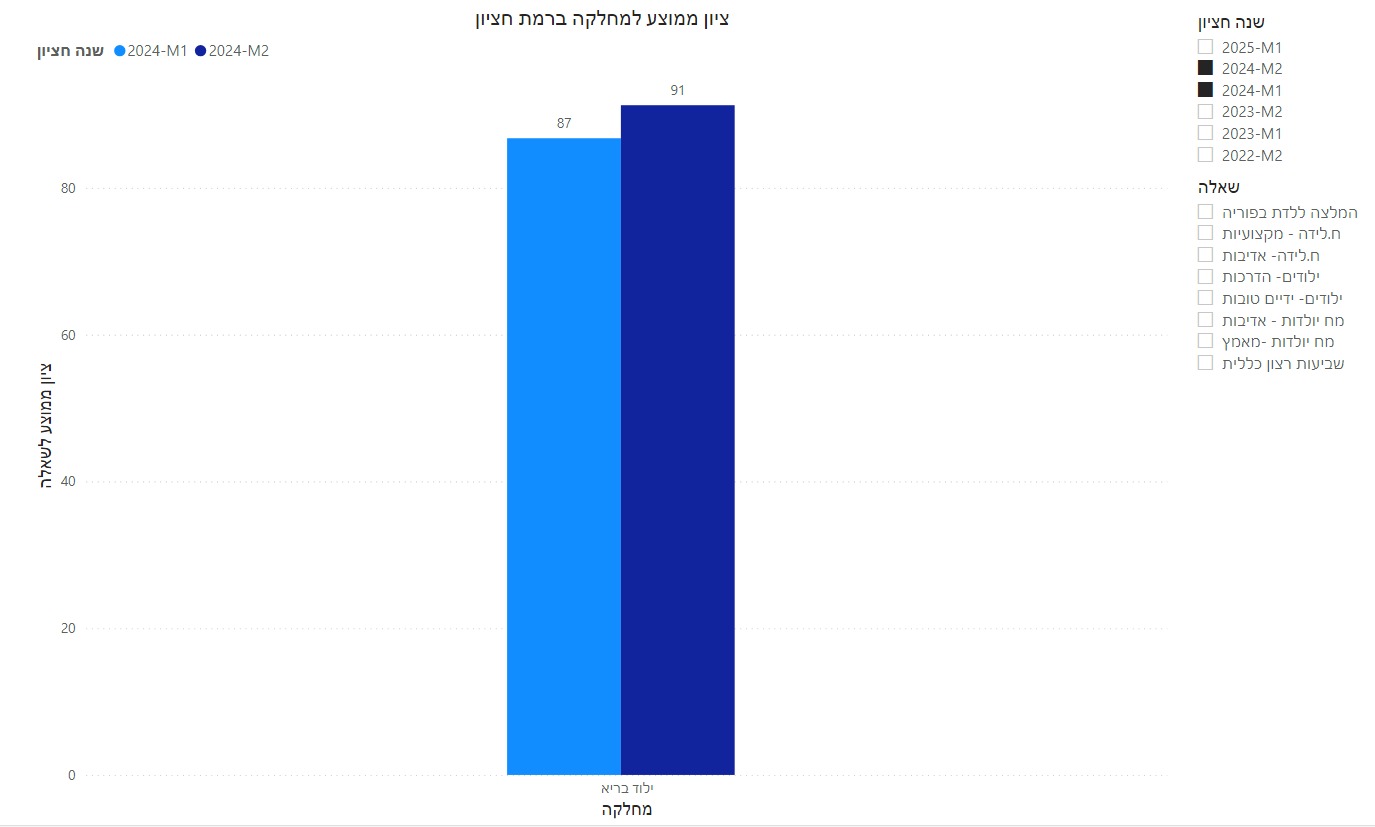 ציון ממוצע למחלקה ברמת חציון
שנה חציון 2024-M1 2024-M2
91
87
80
60
40
20
0
ציון ממוצע לשאלה
ילוד בריא
מחלקה
שנה חציון
2025-M1
2024-M2
2024-M1
2023-M2
2023-M1
2022-M2
שאלה
המלצה ללדת בפוריה
ח.לידה - מקצועיות
ח.לידה- אדיבות
ילודים- הדרכות
ילודים- ידיים טובות
מח יולדות - אדיבות
מח יולדות -מאמץ
שביעות רצון כללית